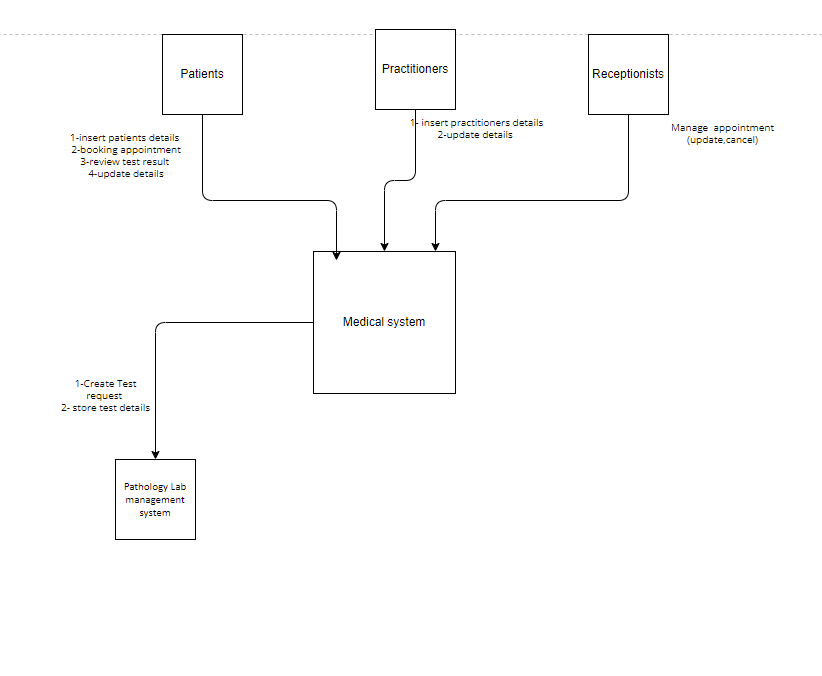 Patients
Practitioners
Receptionists
1-insert patients details
2-booking appointment
3-review test result
4-update details
1- insert practitioners details
2-update details
Manage appointment
(update,cancel)
Medical system
1-Create Test
request
2- store test details
Pathology Lab
management
system